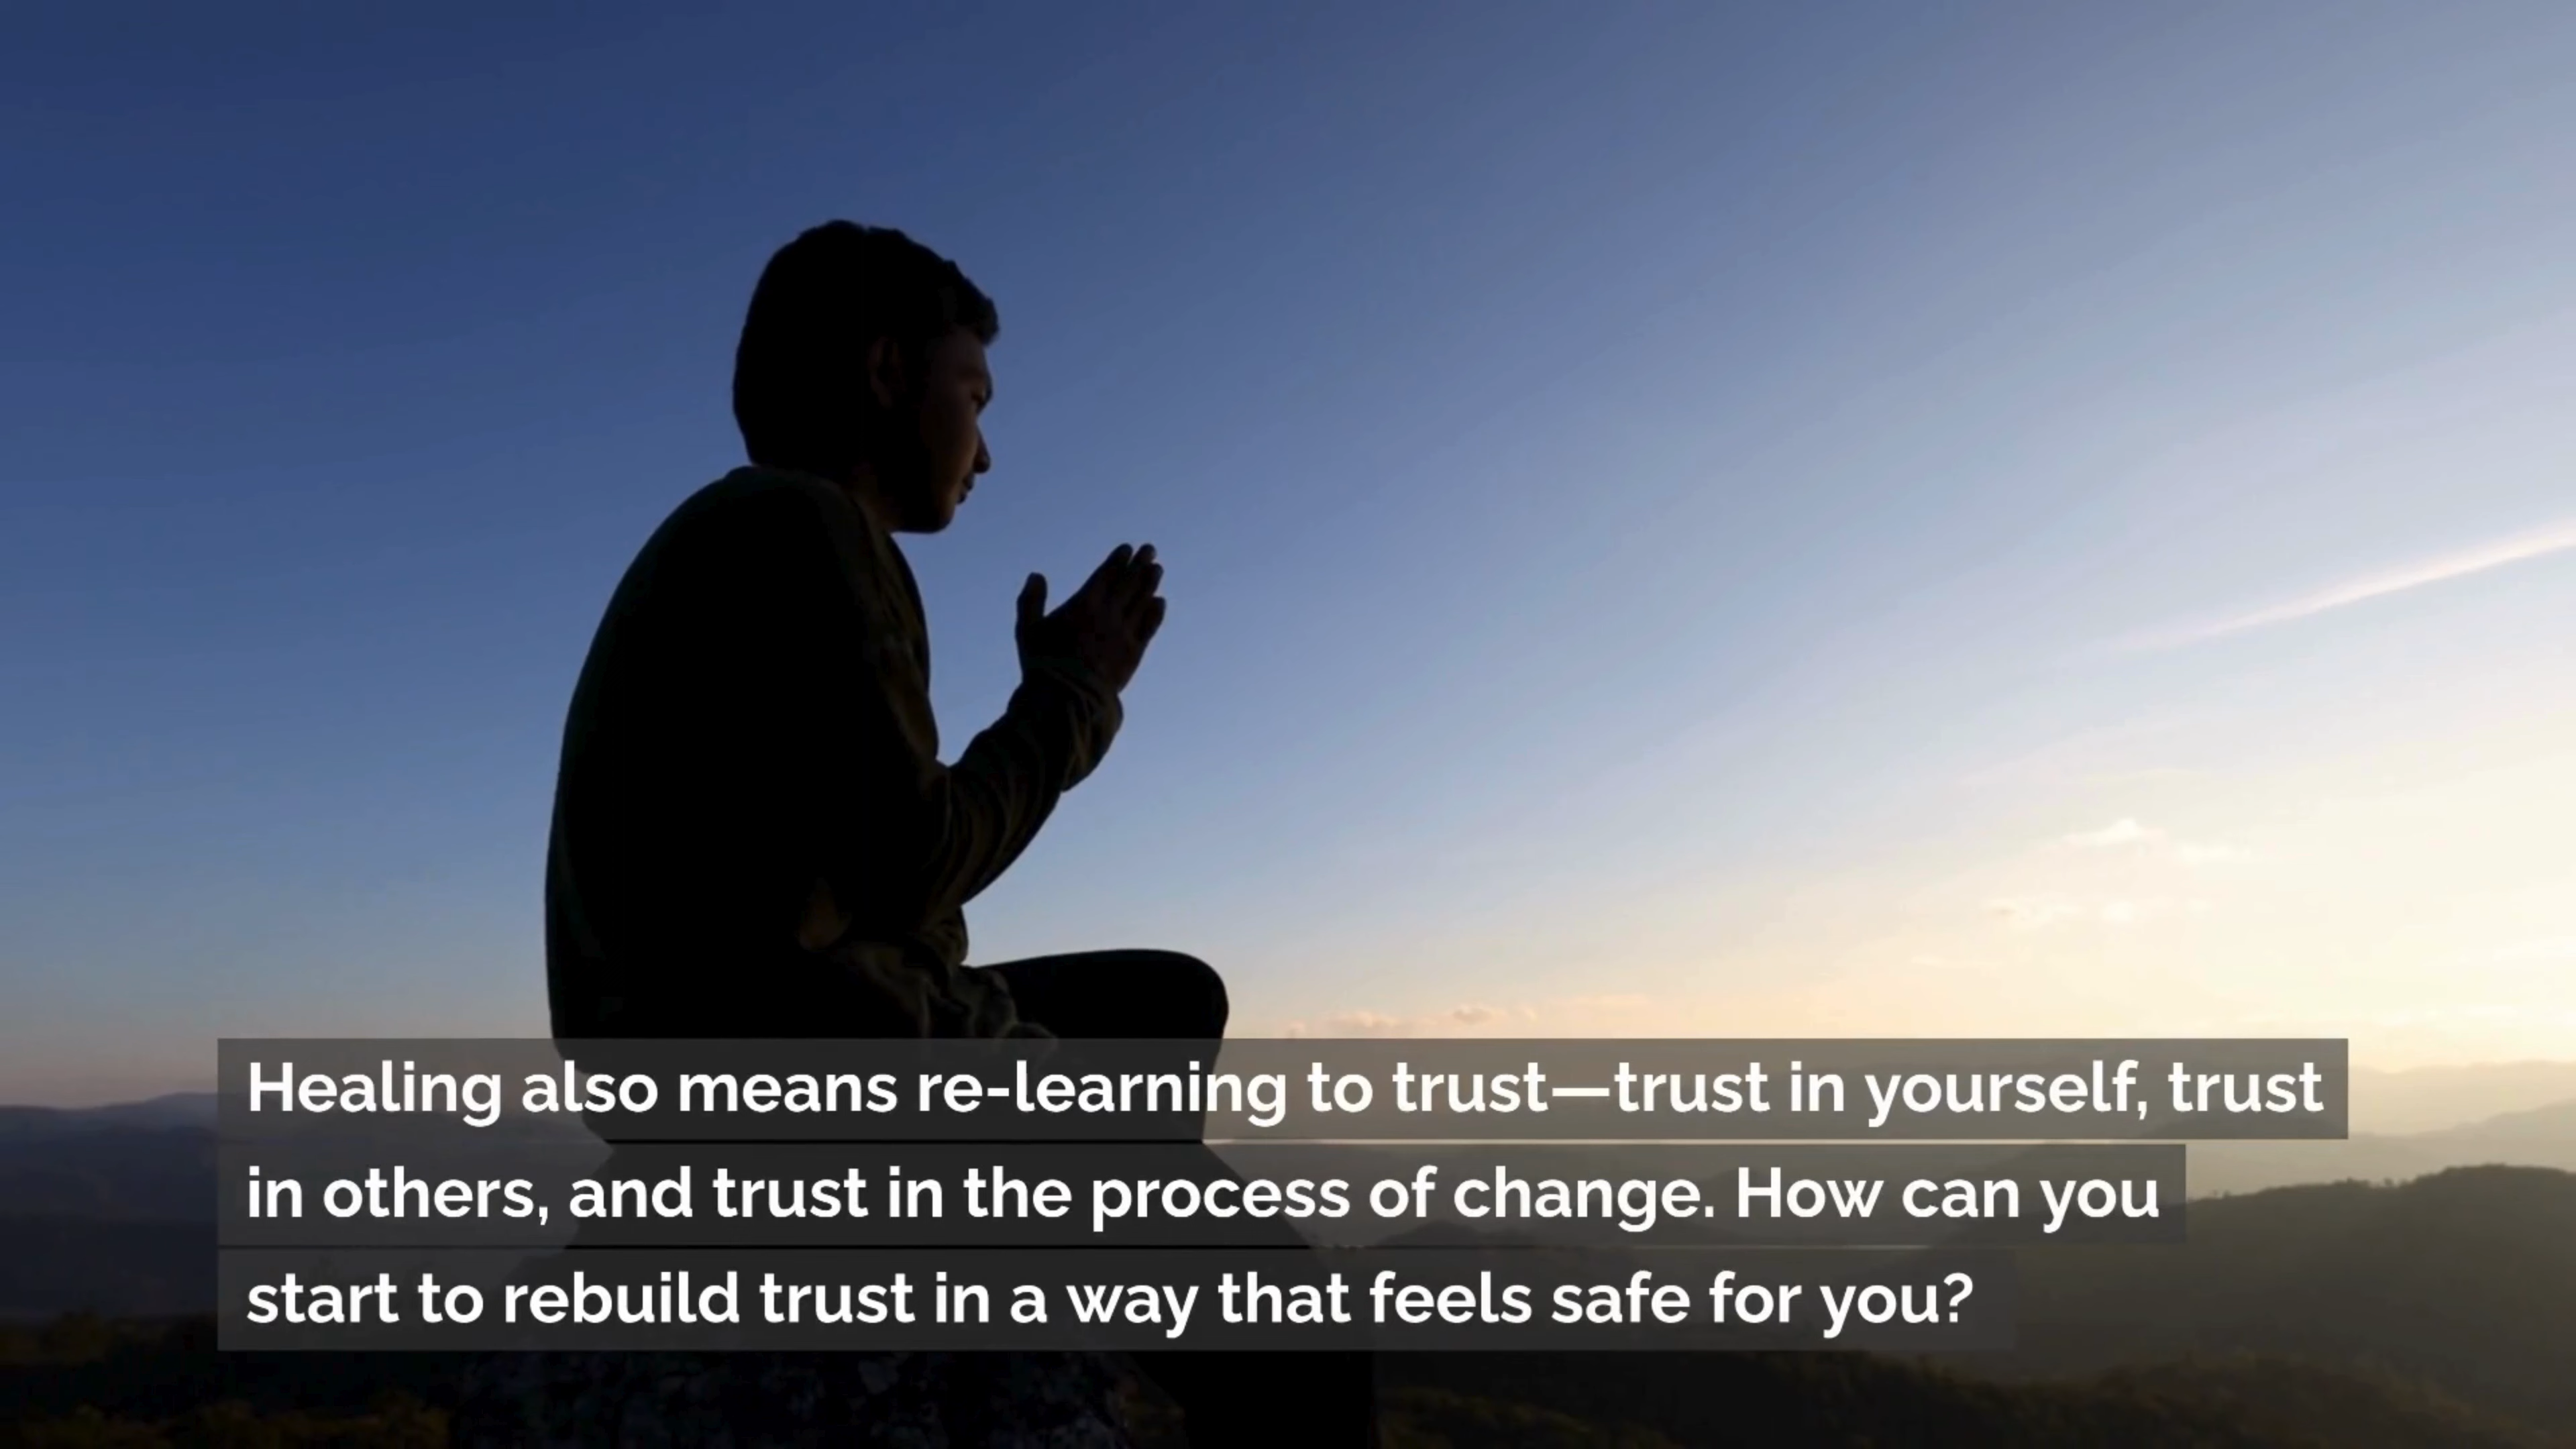 Healing also means re-learning to trust—trust in yourself, trust
in others, and trust in the process of change. How can you
start to rebuild trust in a way that feels safe for you?